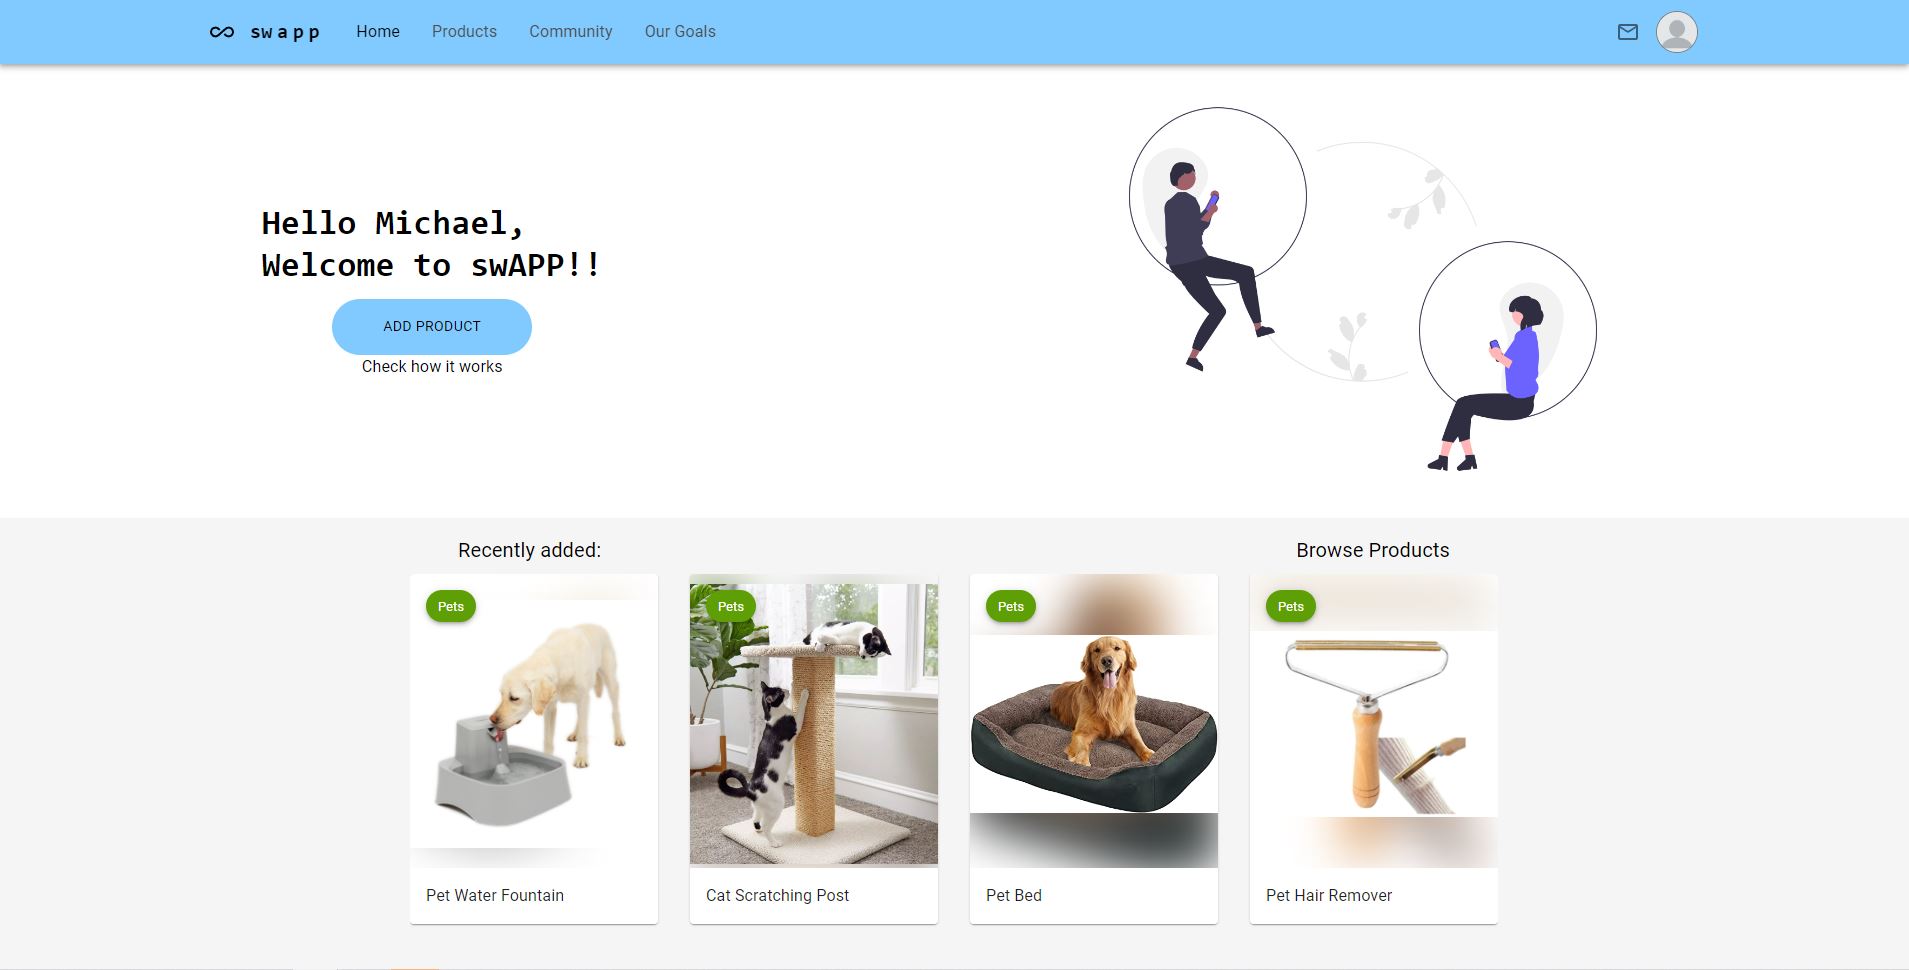 swapp Home Products Community Our Goals
Hello Michael,
Welcome to swAPP!!
ADD PRODUCT
Check how it works
Recently added: Browse Products
Pets Pets Pets Pets
Pet Water Fountain Cat Scratching Post Pet Bed Pet Hair Remover